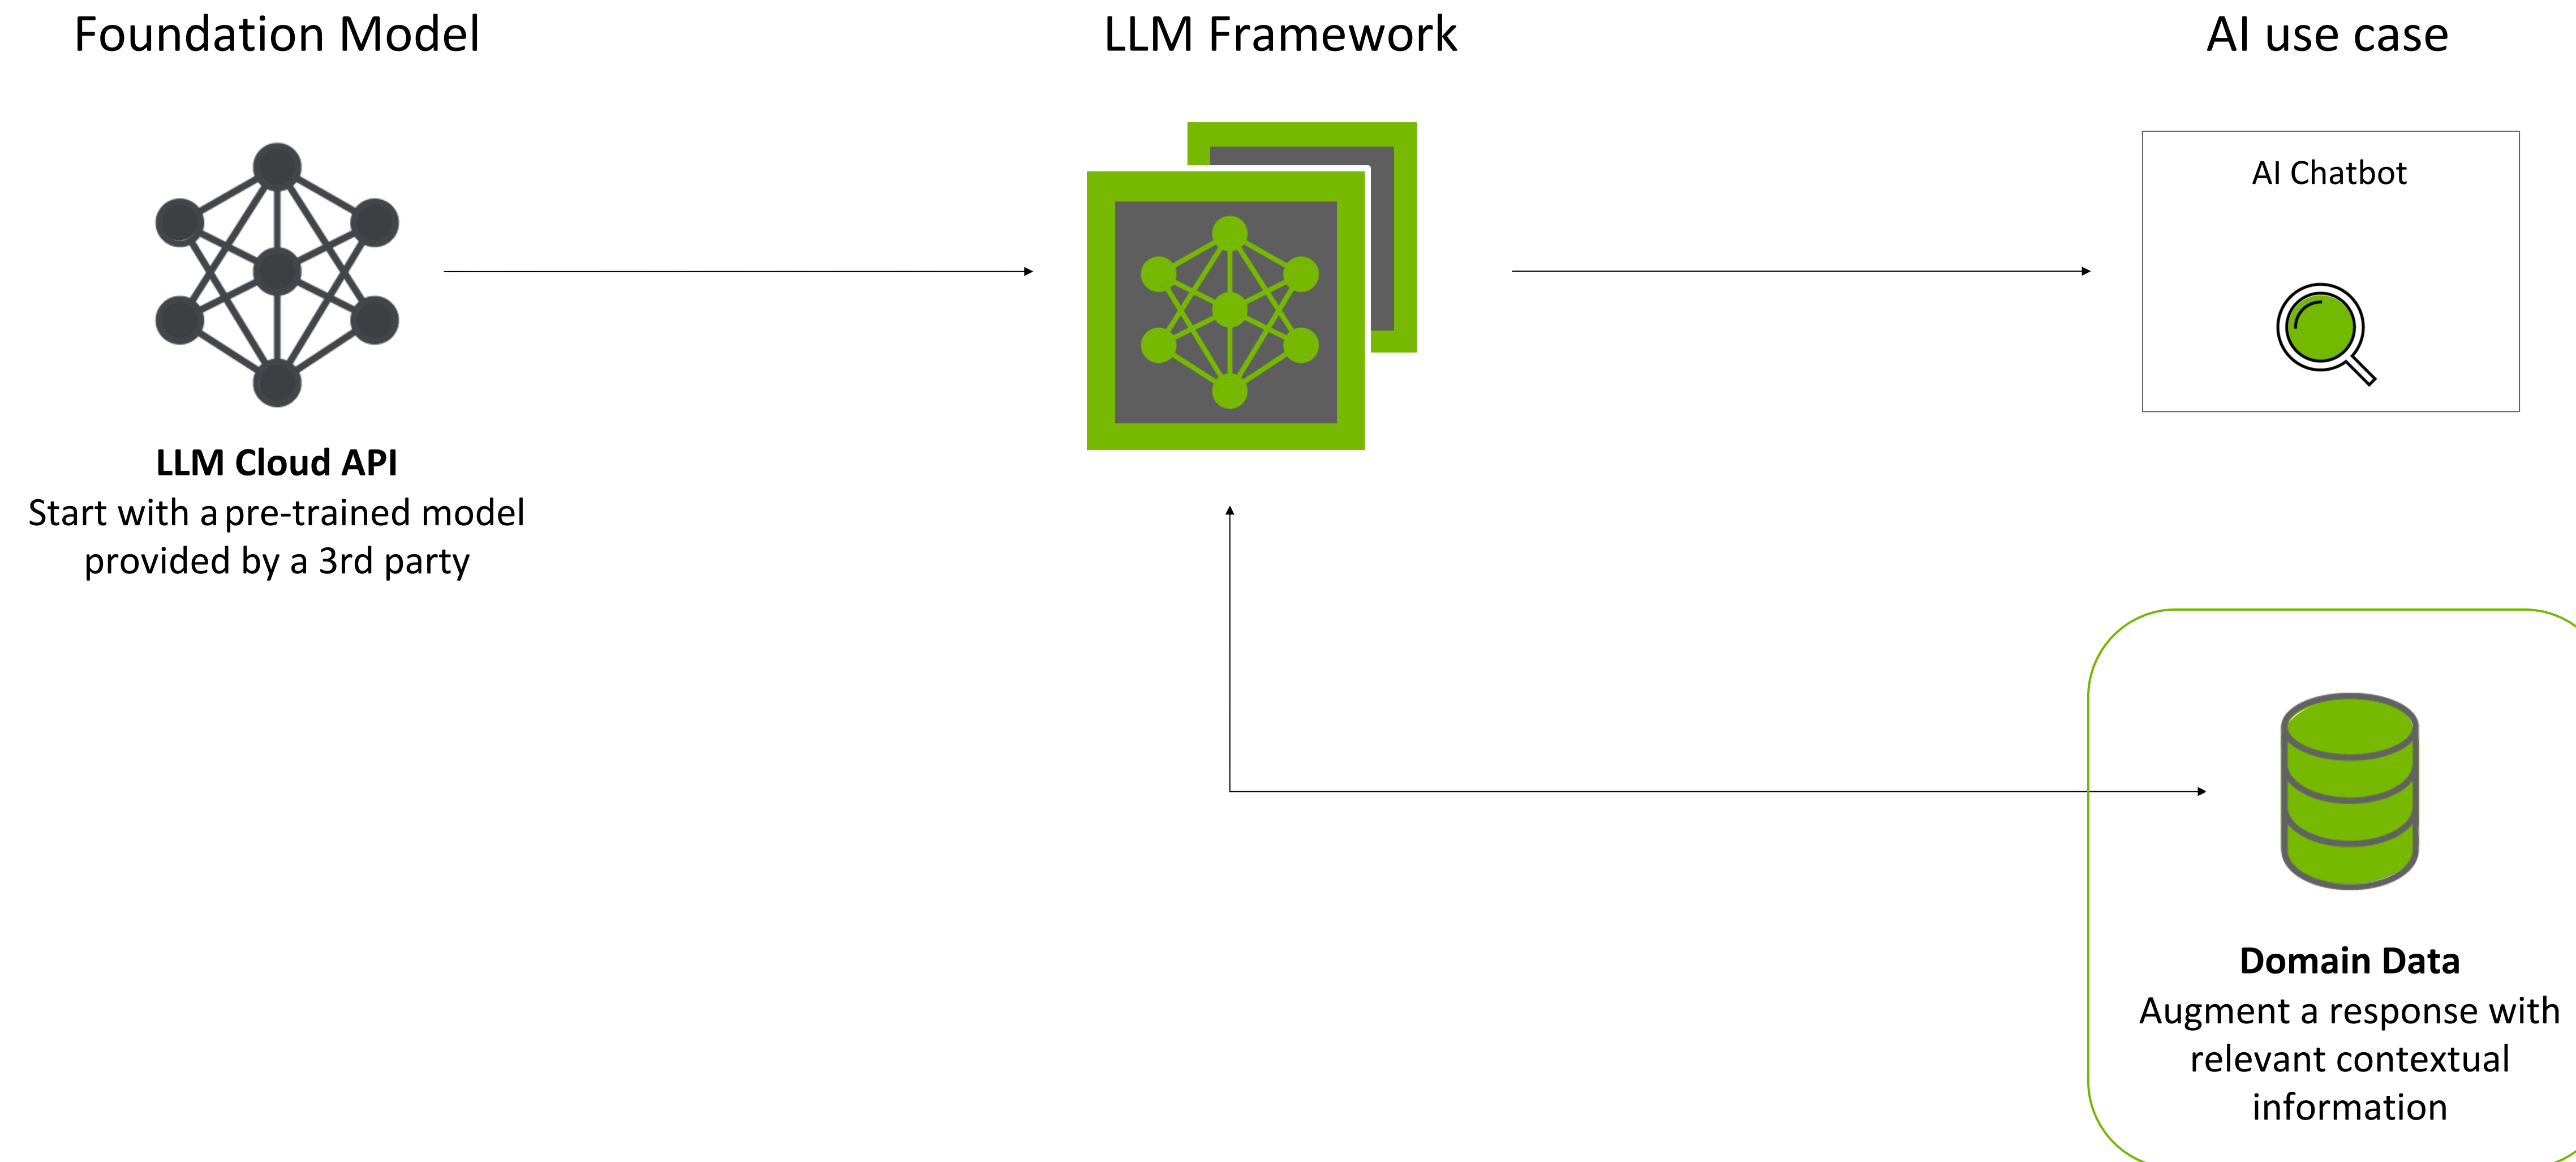 Foundation Model
LLM Framework
AI use case
AI Chatbot
LLM Cloud API
Start with a pre-trained model
provided by a 3rd party
Domain Data
Augment a response with
relevant contextual
information